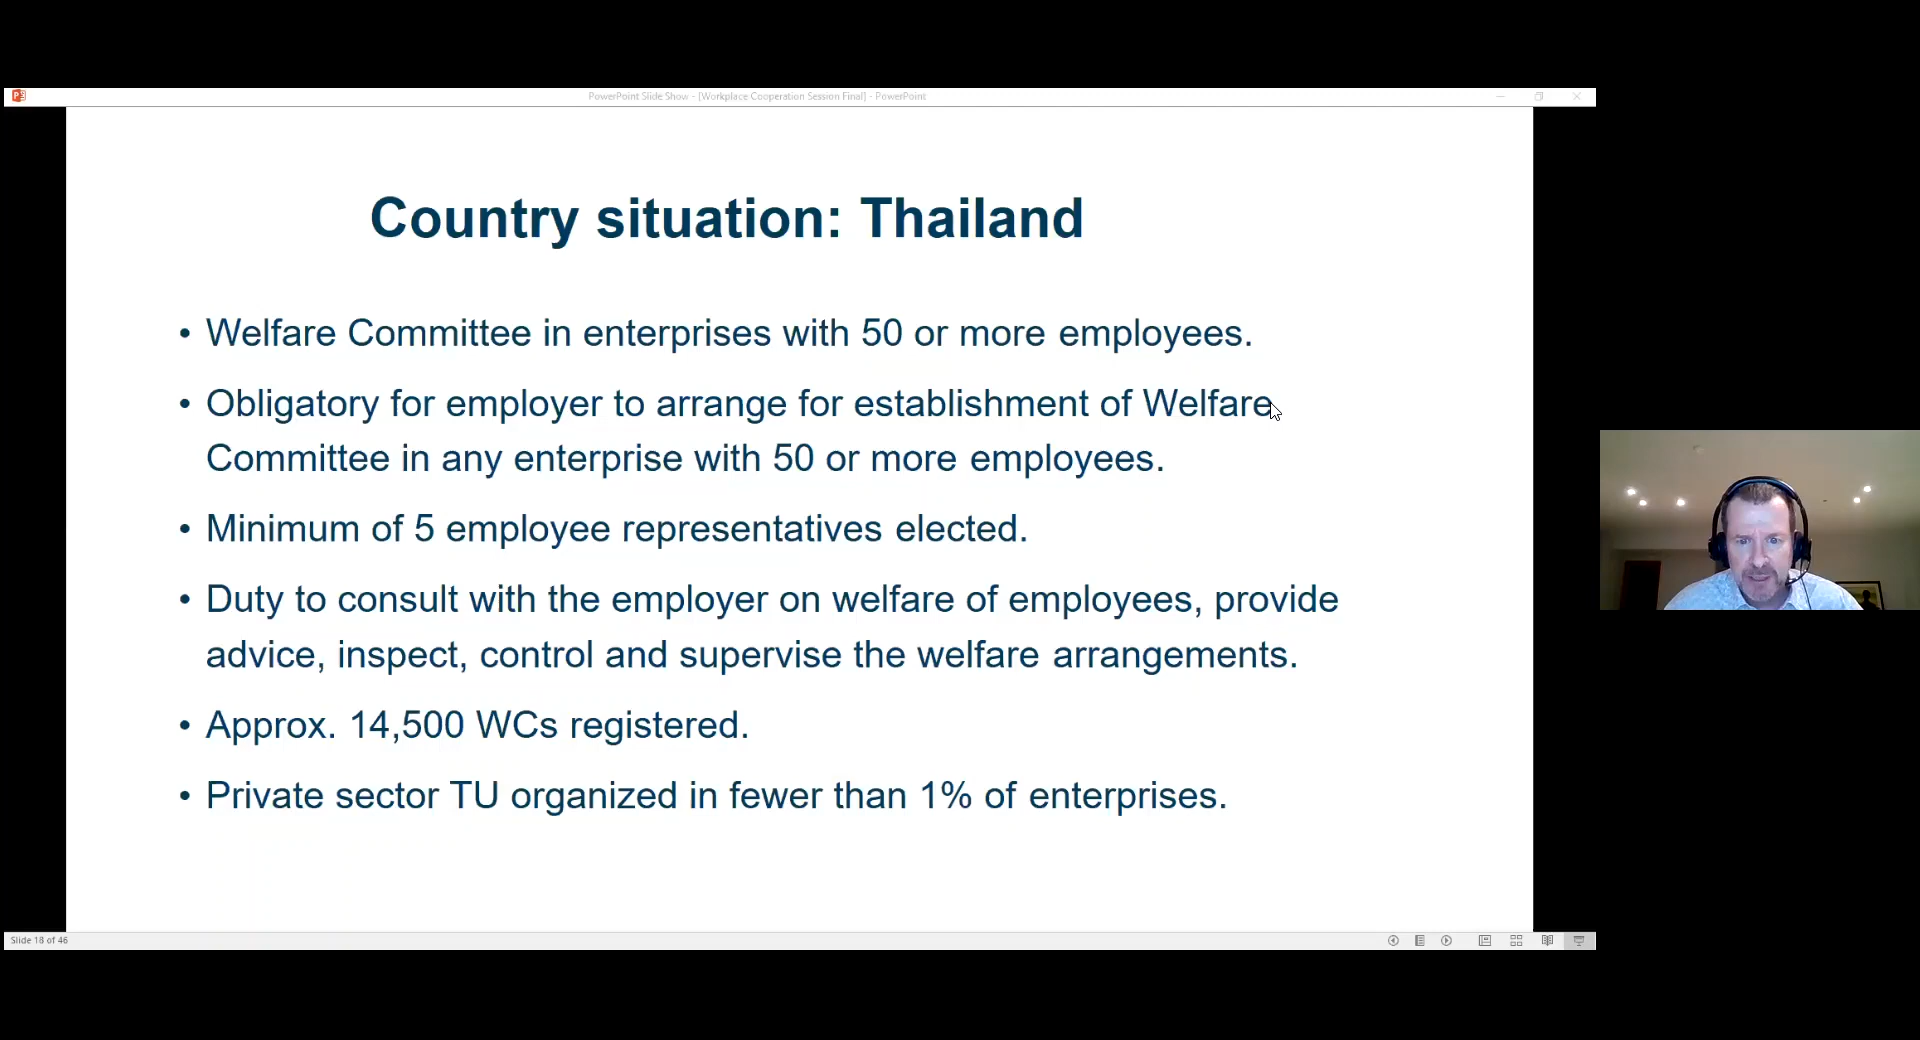 PowerPoint Slide Show - [Workplace Cooperation Session Final] - PowerPoint
Country situation: Thailand
• Welfare Committee in enterprises with 50 or more employees.
• Obligatory for employer to arrange for establishment of Welfare
Committee in any enterprise with 50 or more employees.
• Minimum of 5 employee representatives elected.
• Duty to consult with the employer on welfare of employees, provide
advice, inspect, control and supervise the welfare arrangements.
• Approx. 14,500 WCs registered.
• Private sector TU organized in fewer than 1% of enterprises.
Slide 18 of 46